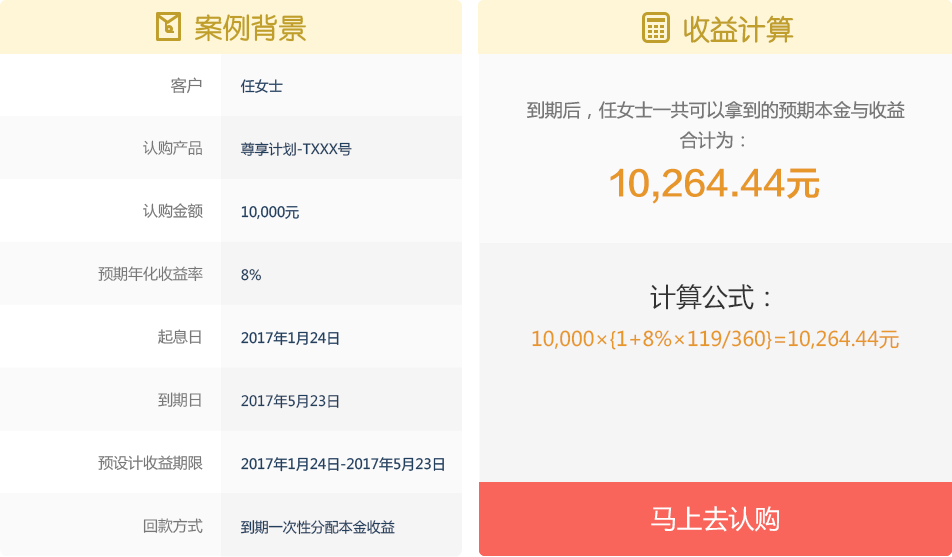 案例背景
客户
任女士
认购产品
尊享计划-TXXX号
认购金额
10,000元
预期年化收益率
8%
起息日
2017年1月24日
到期日
2017年5月23日
预设计收益期限
2017年1月24日-2017年5月23日
回款方式
到期一次性分配本金收益
收益计算
到期后，任女士一共可以拿到的预期本金与收益
合计为：
10,264.44元
计算公式：
10,000×{1+8%×119/360}=10,264.44元
马上去认购